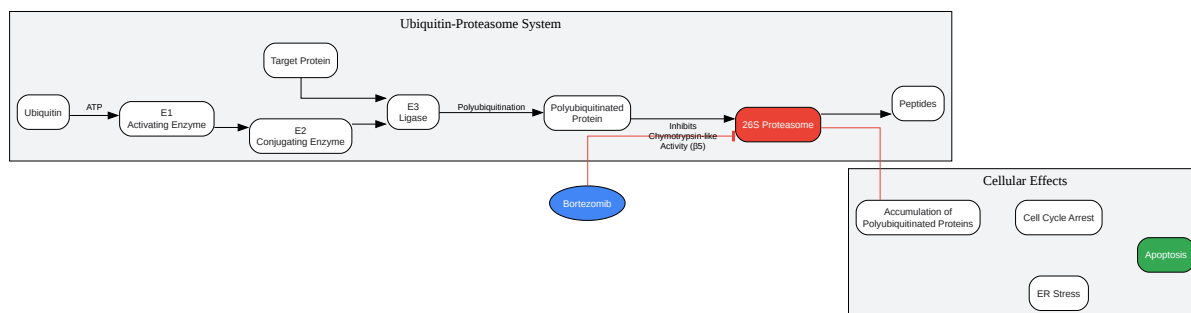 Ubiquitin-Proteasome System
Target Protein
Ubiquitin
ATP
E1
Activating Enzyme
E2
Conjugating Enzyme
E3
Ligase
Polyubiquitination
Polyubiquitinated
Protein
Inhibits
Chymotrypsin-like
Activity (β5)
26S Proteasome
Peptides
Bortezomib
Cellular Effects
Accumulation of
Polyubiquitinated Proteins
Cell Cycle Arrest
Apoptosis
ER Stress